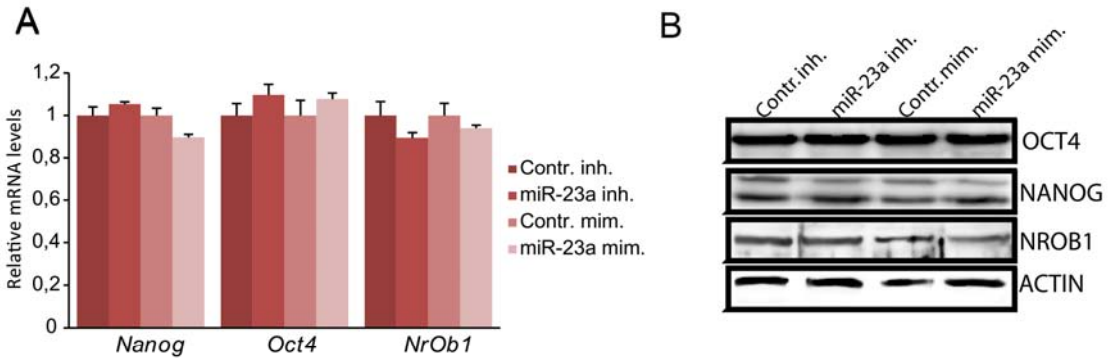 A
Relative mRNA levels
1,2
1
0,8
0,6
0,4
0,2
0
Nanog
Oct4
NrOb1
Contr. inh.
miR-23a inh.
Contr. mim.
miR-23a mim.
B
Contr. inh.
miR-23a inh.
Contr. mim.
miR-23a mim.
OCT4
NANOG
NROB1
ACTIN